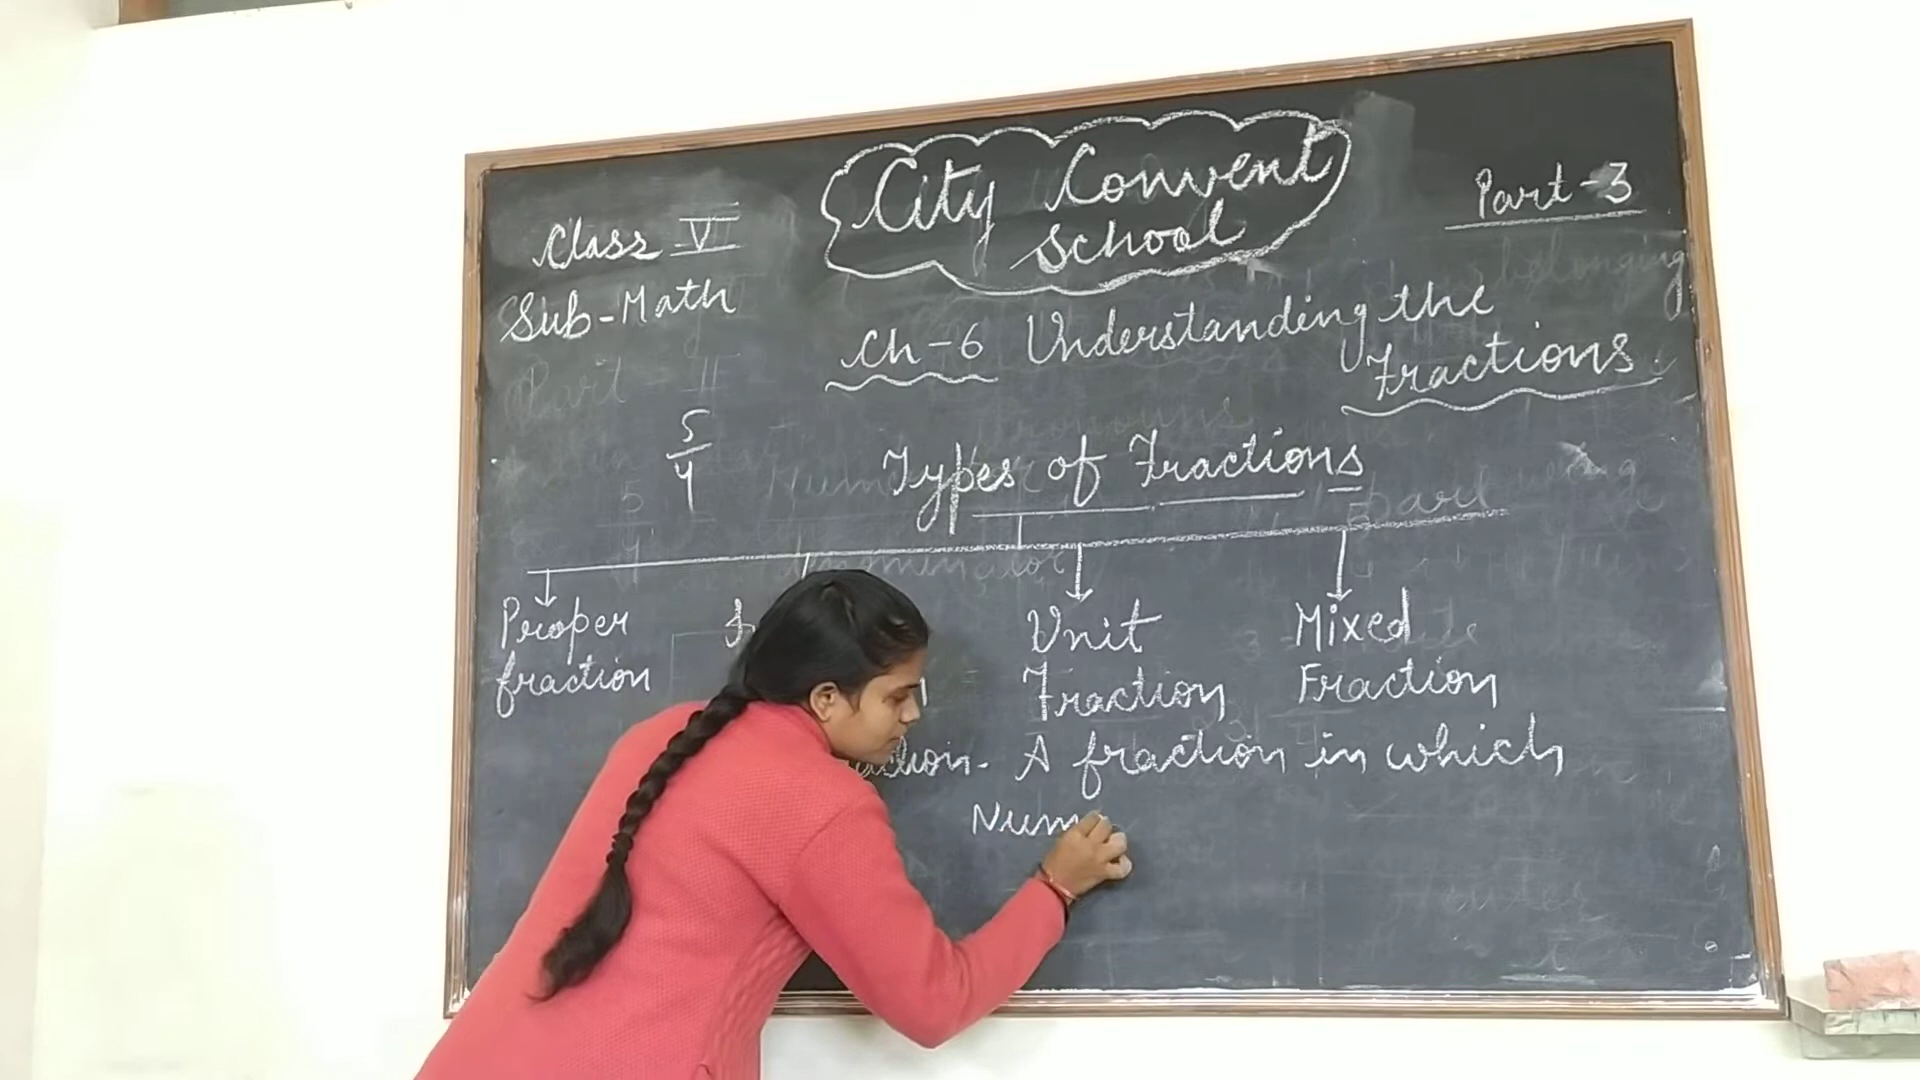 City Convent
School
Part-3
Class V
Sub-Math
Ch-6 Understanding the
Fractions
5
4
Types of Fractions
Proper
fraction
Unit
Fraction
Mixed
Fraction
A fraction in which